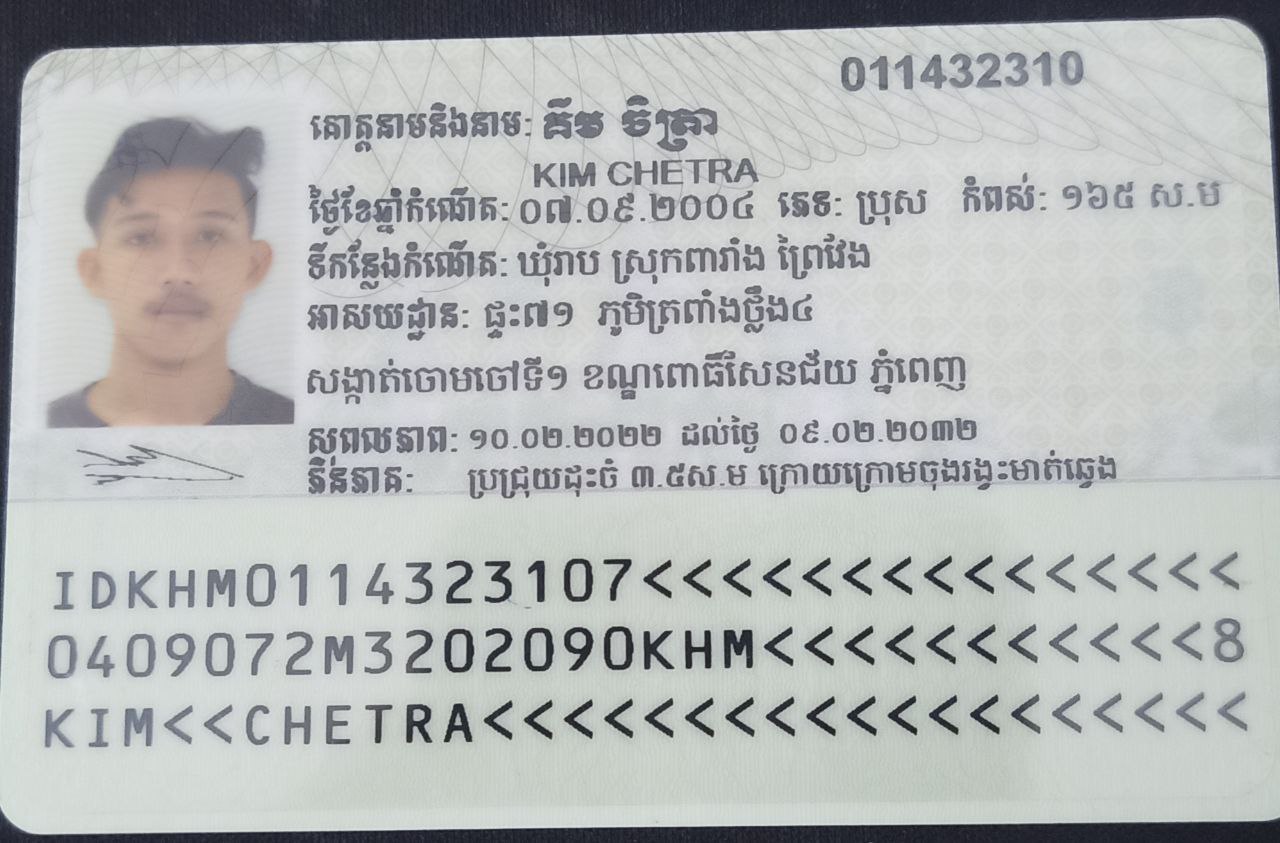 011432310
គោត្តនាមនិងនាម: គីម ចិត្រា
KIM CHETRA
ថ្ងៃខែឆ្នាំកំណើត: ០៧.០៩.២០០៤ ភេទ: ប្រុស កំពស់: ១៦៥ ស.ម
ទីកន្លែងកំណើត: ឃុំរាប ស្រុកពារាំង ព្រៃវែង
អាសយដ្ឋាន: ផ្ទះ៧១ ភូមិត្រពាំងថ្លឹង៤
សង្កាត់ចោមចៅទី១ ខណ្ឌពោធិ៍សែនជ័យ ភ្នំពេញ
សុពលភាព: ១០.០២.២០២២ ដល់ថ្ងៃ ០៩.០២.២០៣២
ភិនភាគ: ប្រជ្រុយដុះចំ ៣.៥ស.ម ក្រោយក្រោមចុងរង្វះមាត់ឆ្វេង
IDKHM0114323107<<<<<<<<<<<<<<<
0409072M3202090KHM<<<<<<<<<<<8
KIM<<CHETRA<<<<<<<<<<<<<<<<<<<